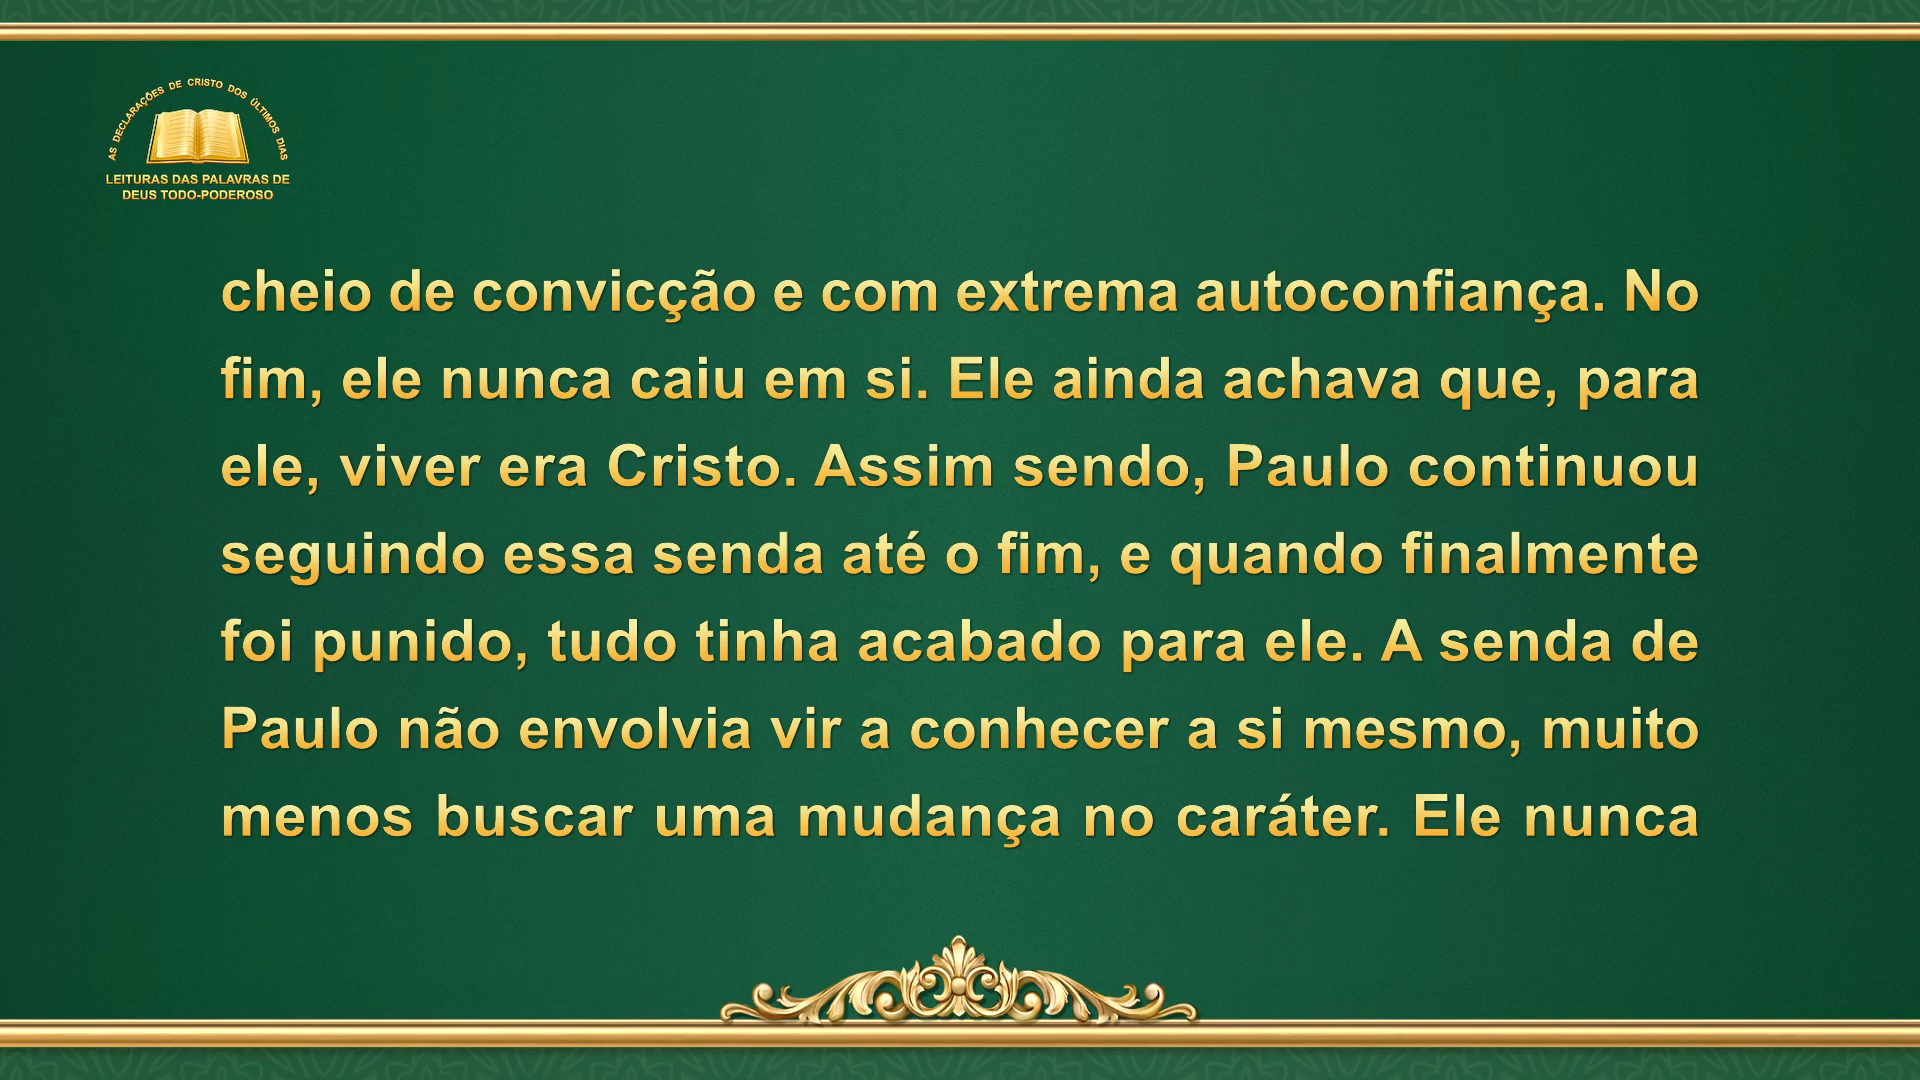 AS DECLARAÇÕES DE CRISTO DOS ÚLTIMOS DIAS
LEITURAS DAS PALAVRAS DE
DEUS TODO-PODEROSO
cheio de convicção e com extrema autoconfiança. No
fim, ele nunca caiu em si. Ele ainda achava que, para
ele, viver era Cristo. Assim sendo, Paulo continuou
seguindo essa senda até o fim, e quando finalmente
foi punido, tudo tinha acabado para ele. A senda de
Paulo não envolvia vir a conhecer a si mesmo, muito
menos buscar uma mudança no caráter. Ele nunca